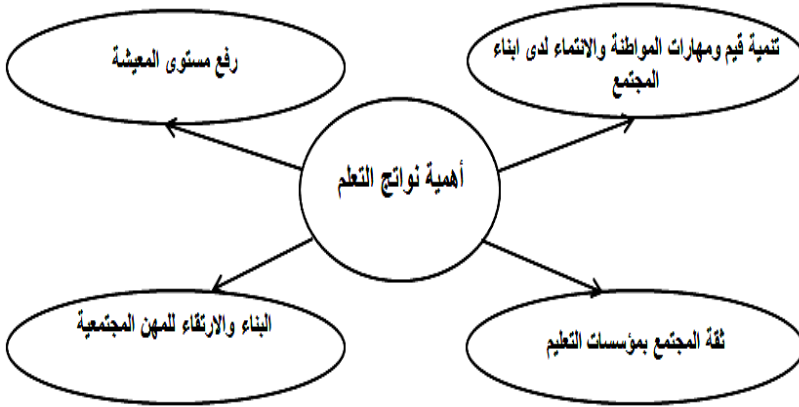 تنمية قيم ومهارات المواطنة والانتماء لدى ابناء
المجتمع
رفع مستوى المعيشة
أهمية نواتج التعلم
البناء والارتقاء للمهن المجتمعية
ثقة المجتمع بمؤسسات التعليم